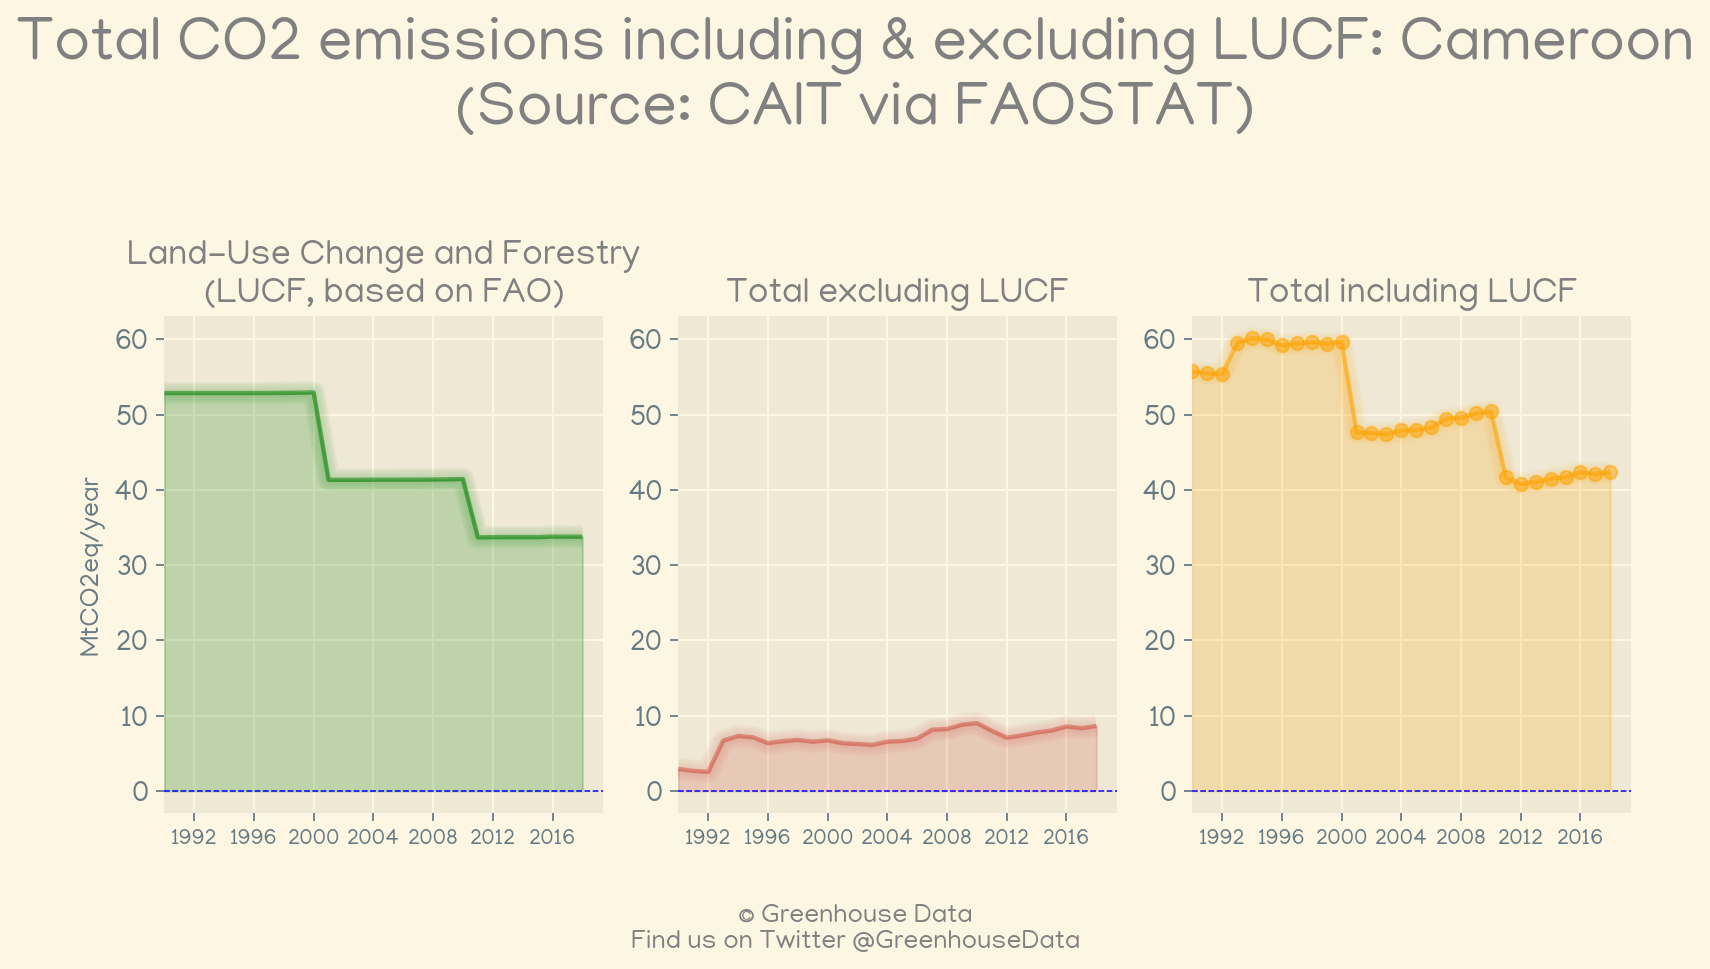 Total CO2 emissions including & excluding LUCF: Cameroon
(Source: CAIT via FAOSTAT)
Land-Use Change and Forestry
(LUCF, based on FAO)
Total excluding LUCF
Total including LUCF
MtCO2eq/year
60
50
40
30
20
10
0
1992 1996 2000 2004 2008 2012 2016
60
50
40
30
20
10
0
1992 1996 2000 2004 2008 2012 2016
60
50
40
30
20
10
0
1992 1996 2000 2004 2008 2012 2016
© Greenhouse Data
Find us on Twitter @GreenhouseData